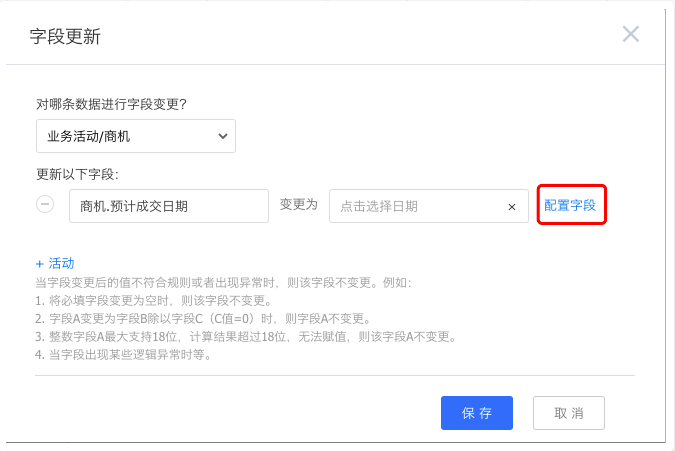 字段更新
对哪条数据进行字段变更?
业务活动/商机
更新以下字段:
商机.预计成交日期 变更为 点击选择日期 × 配置字段
+ 活动
当字段变更后的值不符合规则或者出现异常时，则该字段不变更。例如：
1. 将必填字段变更为空时，则该字段不变更。
2. 字段A变更为字段B除以字段C（C值=0）时，则字段A不变更。
3. 整数字段A最大支持18位，计算结果超过18位，无法赋值，则该字段A不变更。
4. 当字段出现某些逻辑异常时等。
保存 取消